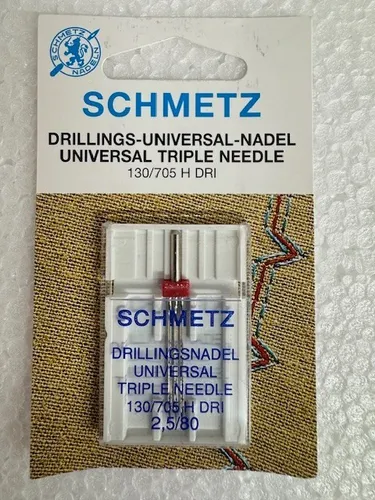 SCHMETZ
NADELN
SCHMETZ
DRILLINGS-UNIVERSAL-NADEL
UNIVERSAL TRIPLE NEEDLE
130/705 H DRI
SCHMETZ
DRILLINGSNADEL
UNIVERSAL
TRIPLE NEEDLE
130/705 H DRI
2,5/80